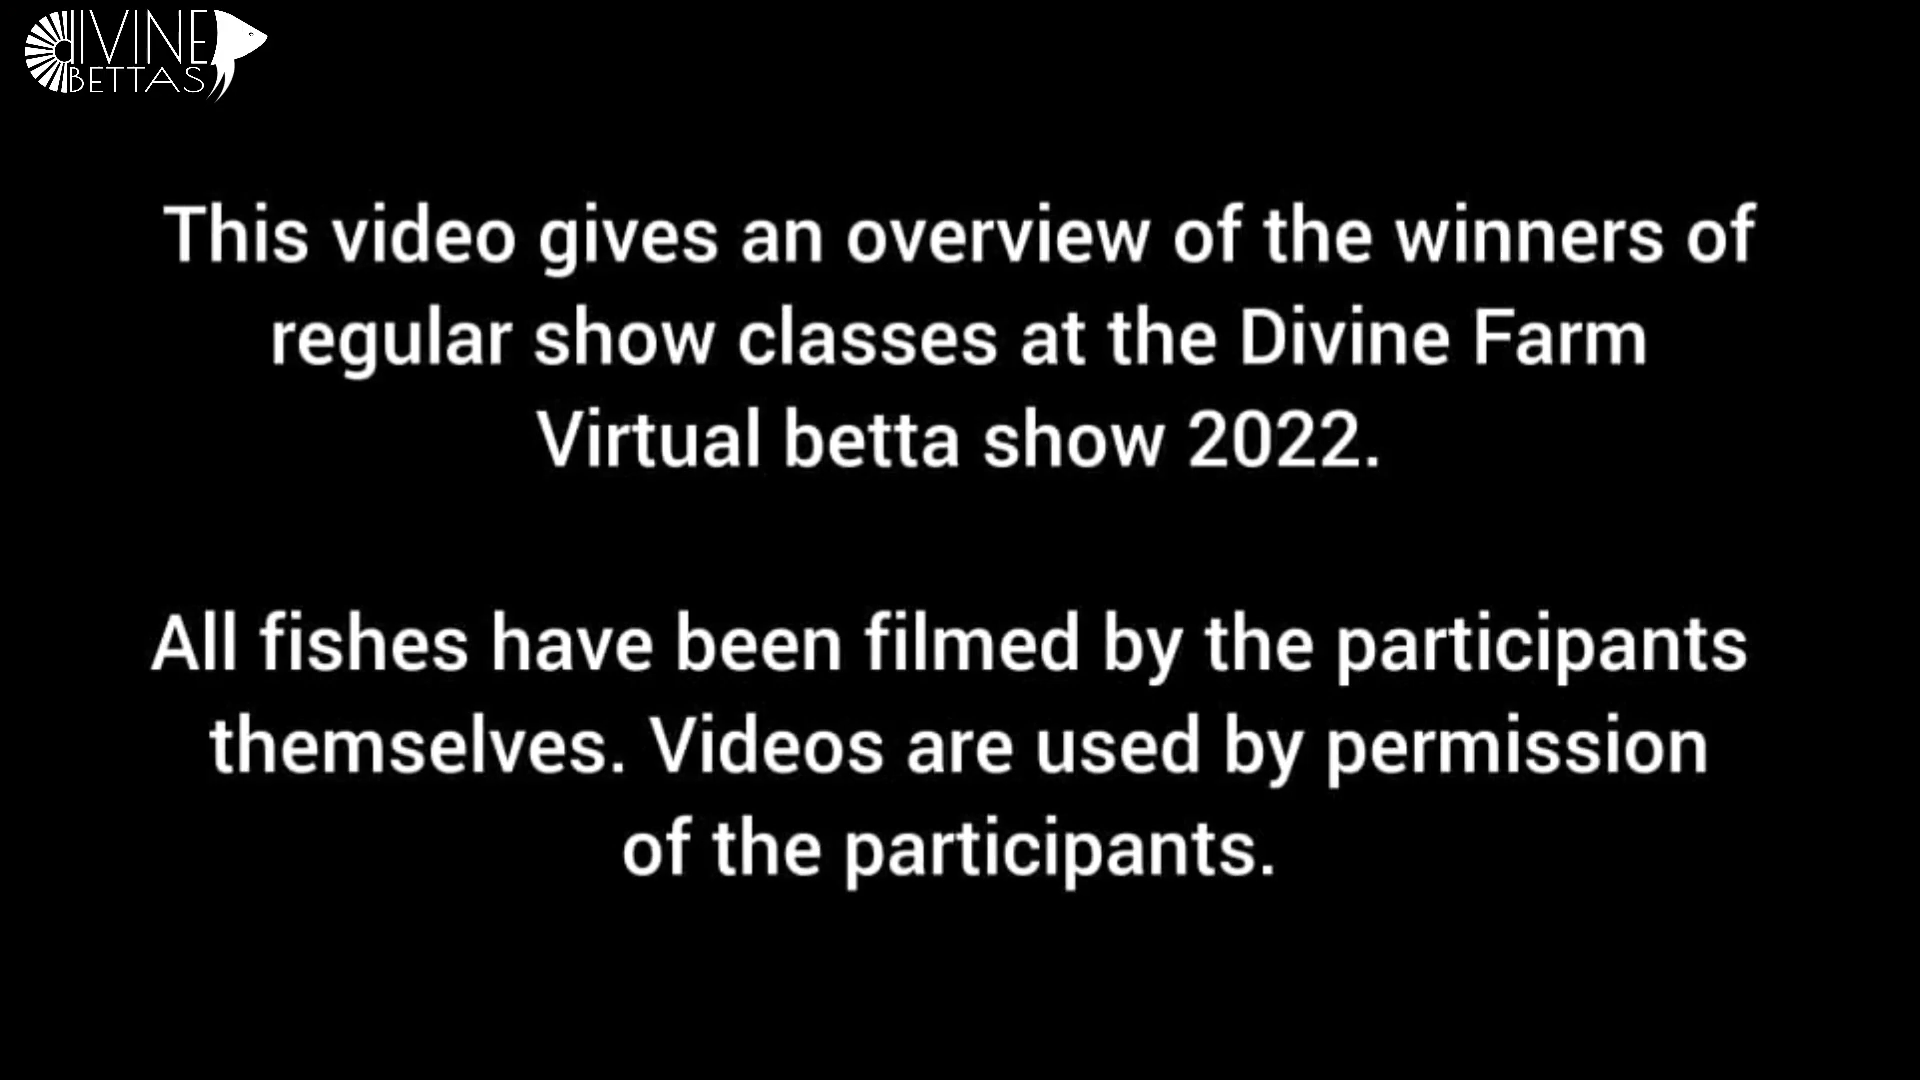 dIVINE
BETTAS
This video gives an overview of the winners of
regular show classes at the Divine Farm
Virtual betta show 2022.
All fishes have been filmed by the participants
themselves. Videos are used by permission
of the participants.